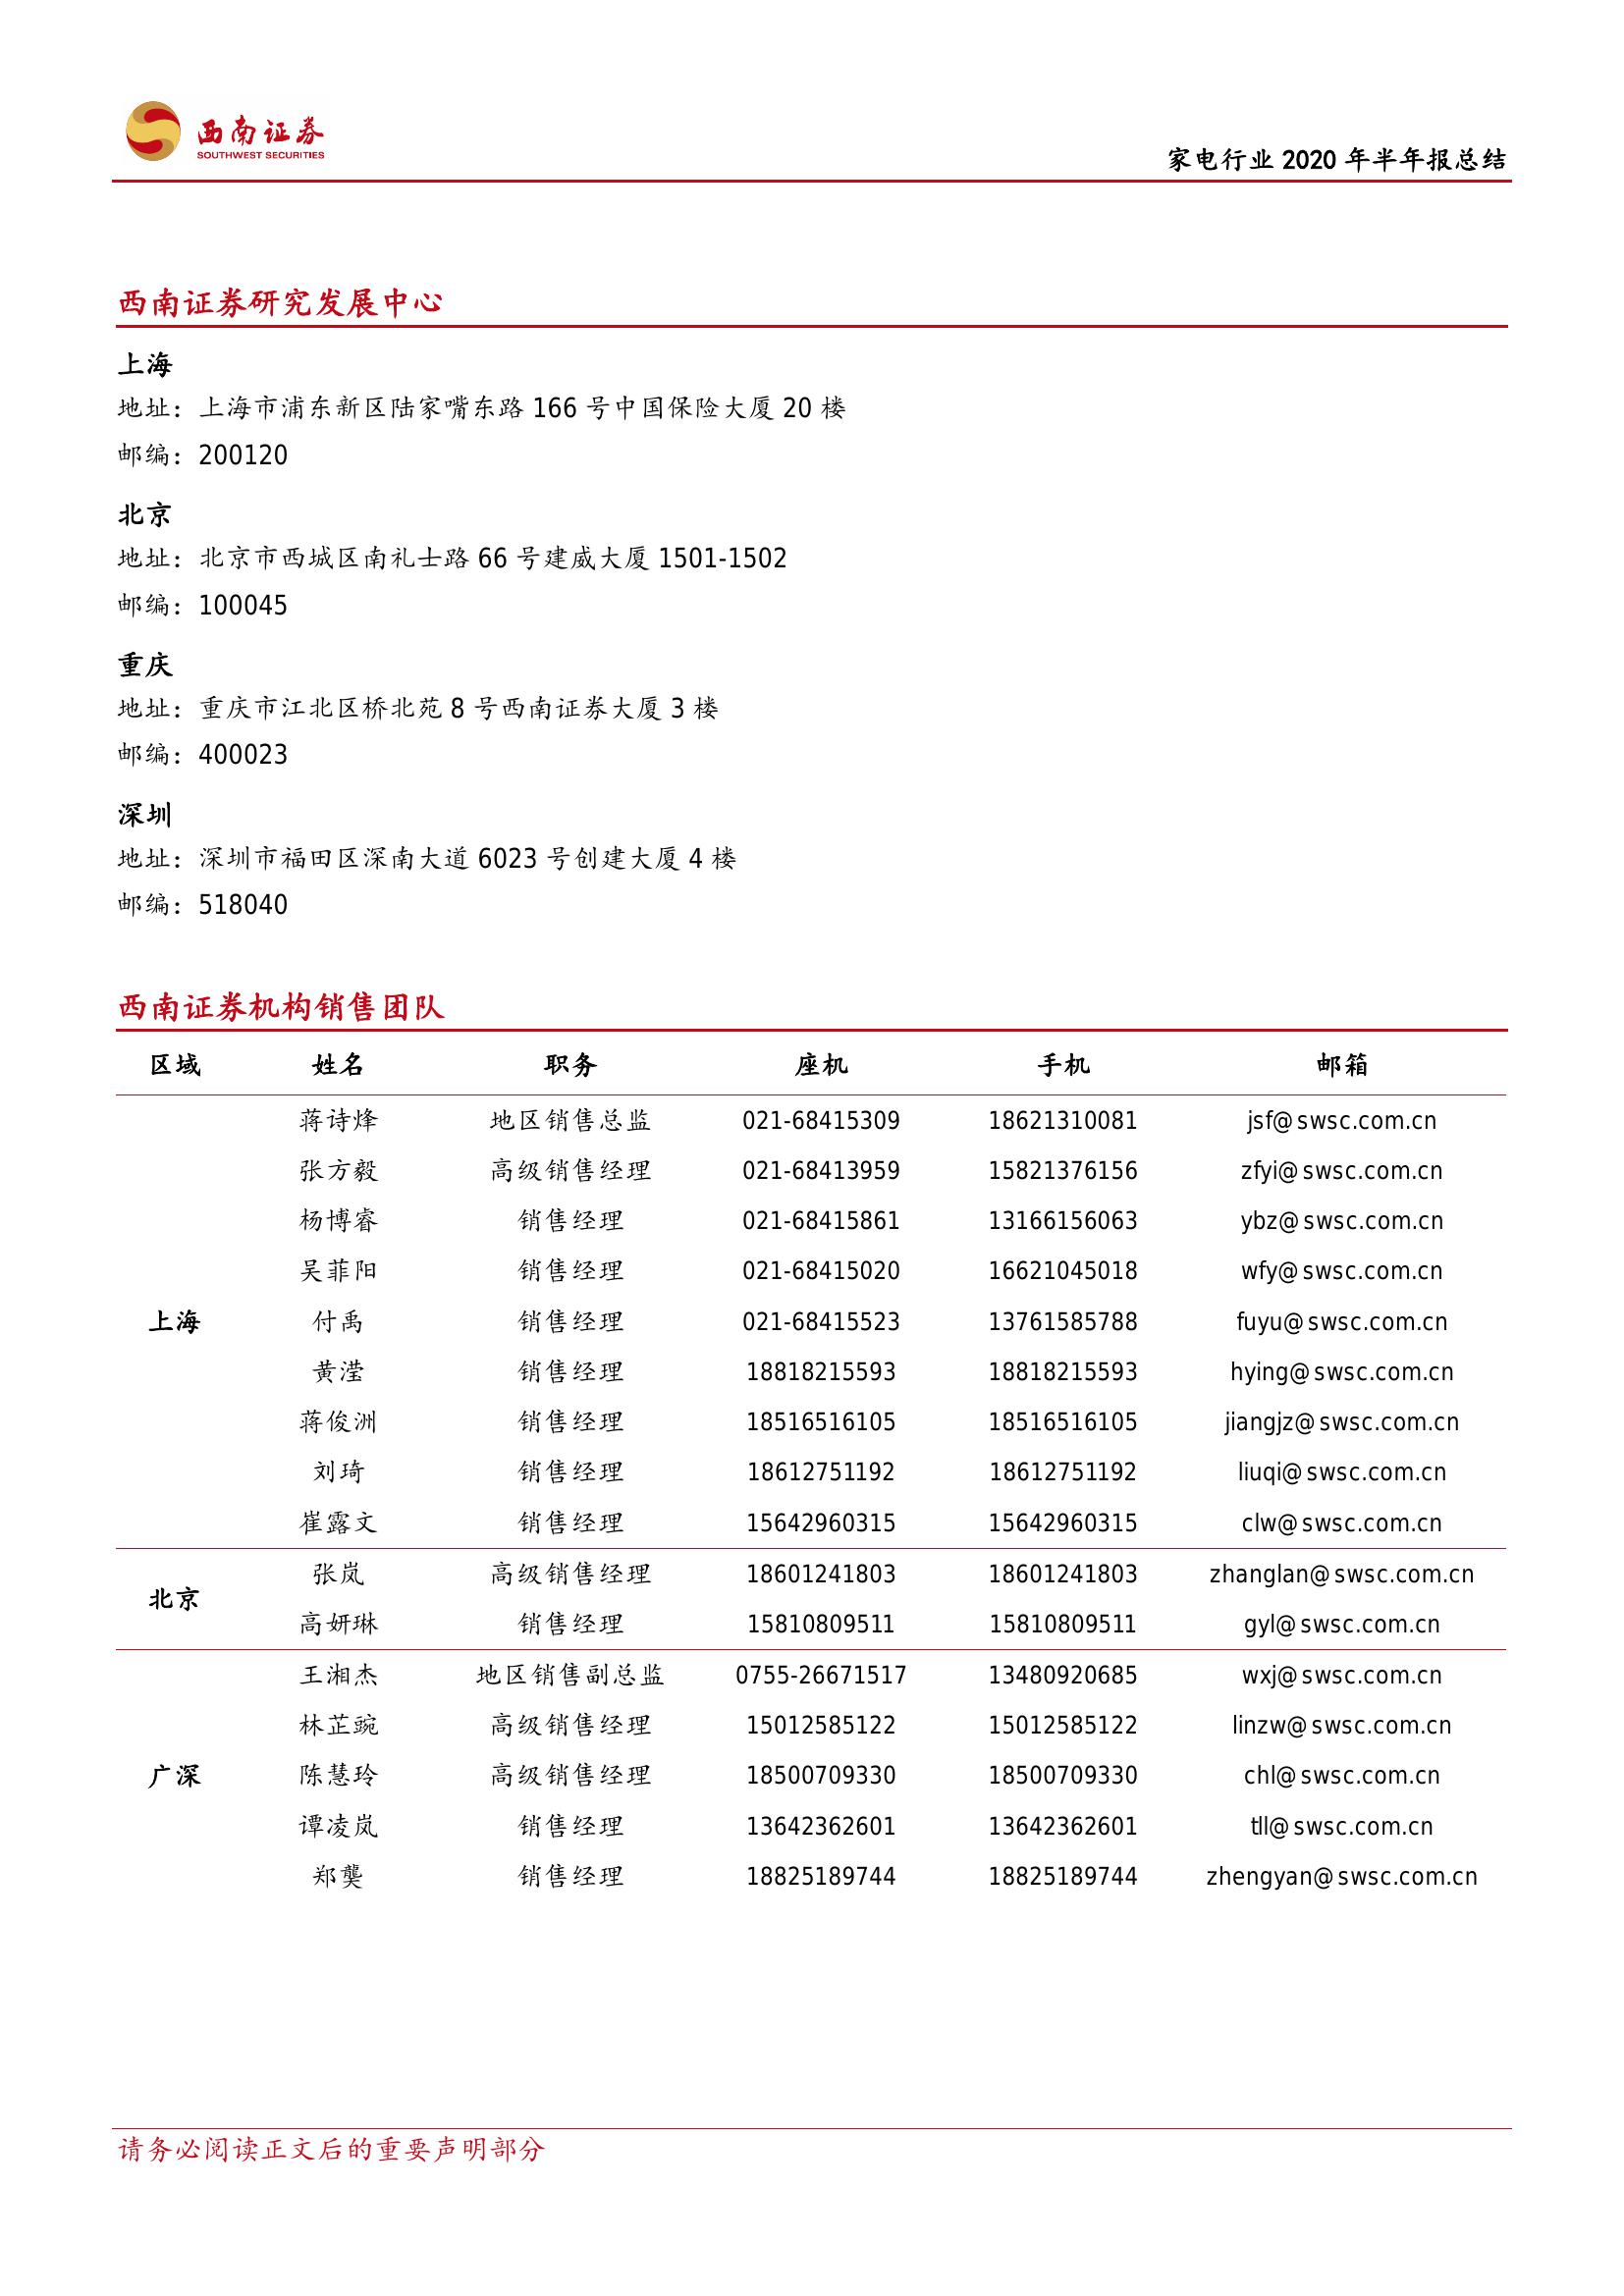 西南证券
SOUTHWEST SECURITIES
家电行业 2020 年半年报总结
西南证券研究发展中心
上海
地址：上海市浦东新区陆家嘴东路 166 号中国保险大厦 20 楼
邮编：200120
北京
地址：北京市西城区南礼士路 66 号建威大厦 1501-1502
邮编：100045
重庆
地址：重庆市江北区桥北苑 8 号西南证券大厦 3 楼
邮编：400023
深圳
地址：深圳市福田区深南大道 6023 号创建大厦 4 楼
邮编：518040
西南证券机构销售团队
区域 姓名 职务 座机 手机 邮箱
蒋诗烽 地区销售总监 021-68415309 18621310081 jsf@swsc.com.cn
张方毅 高级销售经理 021-68413959 15821376156 zfyi@swsc.com.cn
杨博睿 销售经理 021-68415861 13166156063 ybz@swsc.com.cn
吴菲阳 销售经理 021-68415020 16621045018 wfy@swsc.com.cn
上海 付禹 销售经理 021-68415523 13761585788 fuyu@swsc.com.cn
黄滢 销售经理 18818215593 18818215593 hying@swsc.com.cn
蒋俊洲 销售经理 18516516105 18516516105 jiangjz@swsc.com.cn
刘琦 销售经理 18612751192 18612751192 liuqi@swsc.com.cn
崔露文 销售经理 15642960315 15642960315 clw@swsc.com.cn
北京 张岚 高级销售经理 18601241803 18601241803 zhanglan@swsc.com.cn
高妍琳 销售经理 15810809511 15810809511 gyl@swsc.com.cn
王湘杰 地区销售副总监 0755-26671517 13480920685 wxj@swsc.com.cn
林芷豌 高级销售经理 15012585122 15012585122 linzw@swsc.com.cn
广深 陈慧玲 高级销售经理 18500709330 18500709330 chl@swsc.com.cn
谭凌岚 销售经理 13642362601 13642362601 tll@swsc.com.cn
郑龑 销售经理 18825189744 18825189744 zhengyan@swsc.com.cn
请务必阅读正文后的重要声明部分